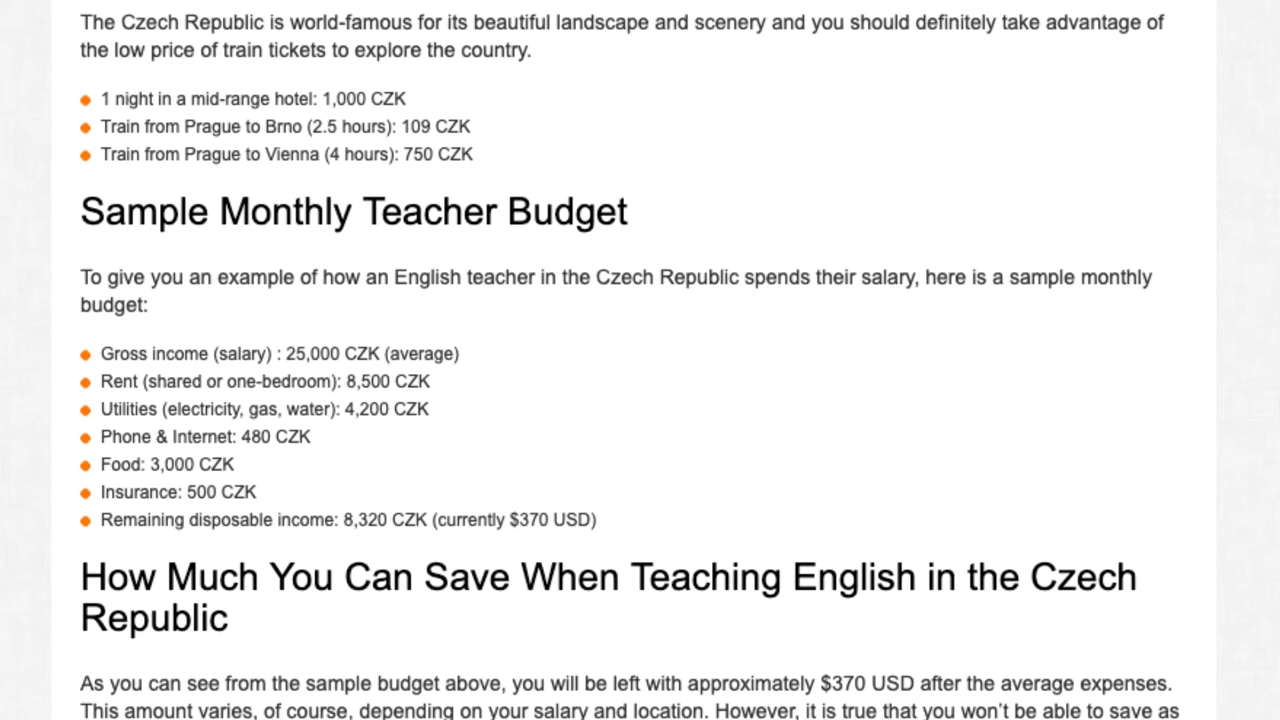 The Czech Republic is world-famous for its beautiful landscape and scenery and you should definitely take advantage of
the low price of train tickets to explore the country.
1 night in a mid-range hotel: 1,000 CZK
Train from Prague to Brno (2.5 hours): 109 CZK
Train from Prague to Vienna (4 hours): 750 CZK
Sample Monthly Teacher Budget
To give you an example of how an English teacher in the Czech Republic spends their salary, here is a sample monthly
budget:
Gross income (salary) : 25,000 CZK (average)
Rent (shared or one-bedroom): 8,500 CZK
Utilities (electricity, gas, water): 4,200 CZK
Phone & Internet: 480 CZK
Food: 3,000 CZK
Insurance: 500 CZK
Remaining disposable income: 8,320 CZK (currently $370 USD)
How Much You Can Save When Teaching English in the Czech
Republic
As you can see from the sample budget above, you will be left with approximately $370 USD after the average expenses.
This amount varies, of course, depending on your salary and location. However, it is true that you won’t be able to save as